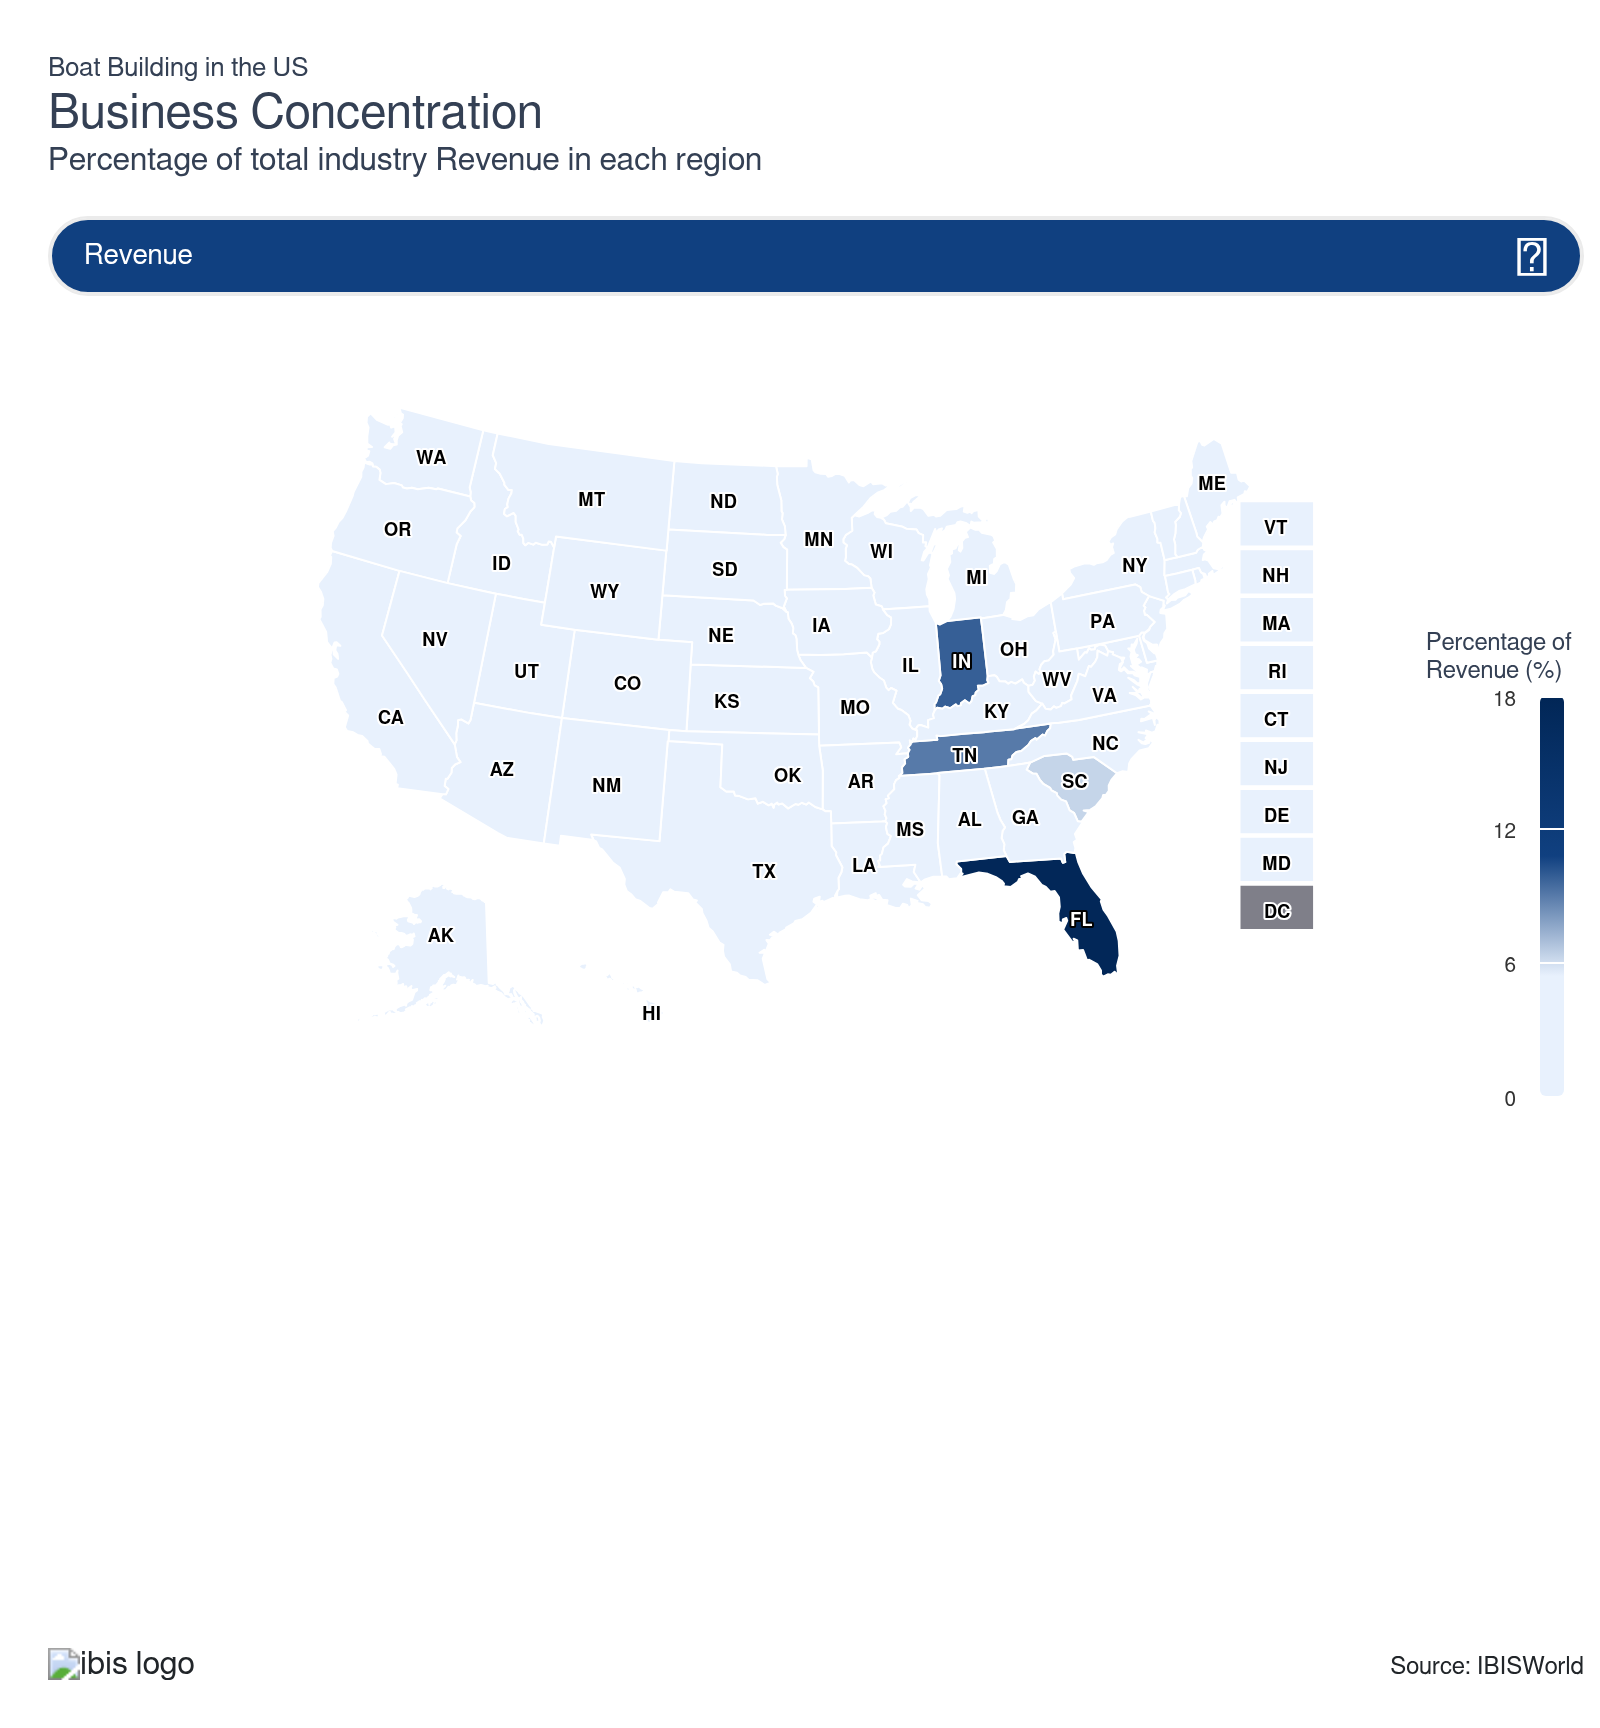 Boat Building in the US
Business Concentration
Percentage of total industry Revenue in each region
Revenue
WA
MT
ND
ME
OR
MN
VT
ID
WI
NY
SD
MI
NH
WY
IA
PA
MA
NV
NE
OH
UT
IL
IN
RI
CO
WV
KS
VA
CA
MO
KY
CT
NC
AZ
TN
NJ
NM
OK
AR
SC
AL
GA
DE
MS
TX
LA
MD
FL
DC
AK
HI
Percentage of
Revenue (%)
18
12
6
0
ibis logo
Source: IBISWorld